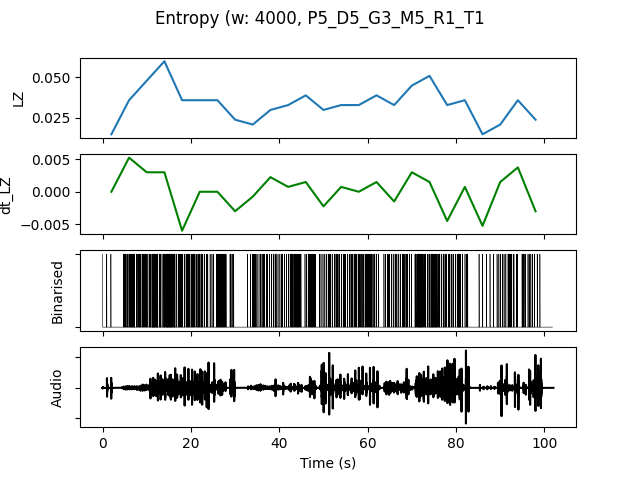 Entropy (w: 4000, P5_D5_G3_M5_R1_T1
LZ
0.050
0.025
dt_LZ
0.005
0.000
−0.005
Binarised
Audio
0 20 40 60 80 100
Time (s)